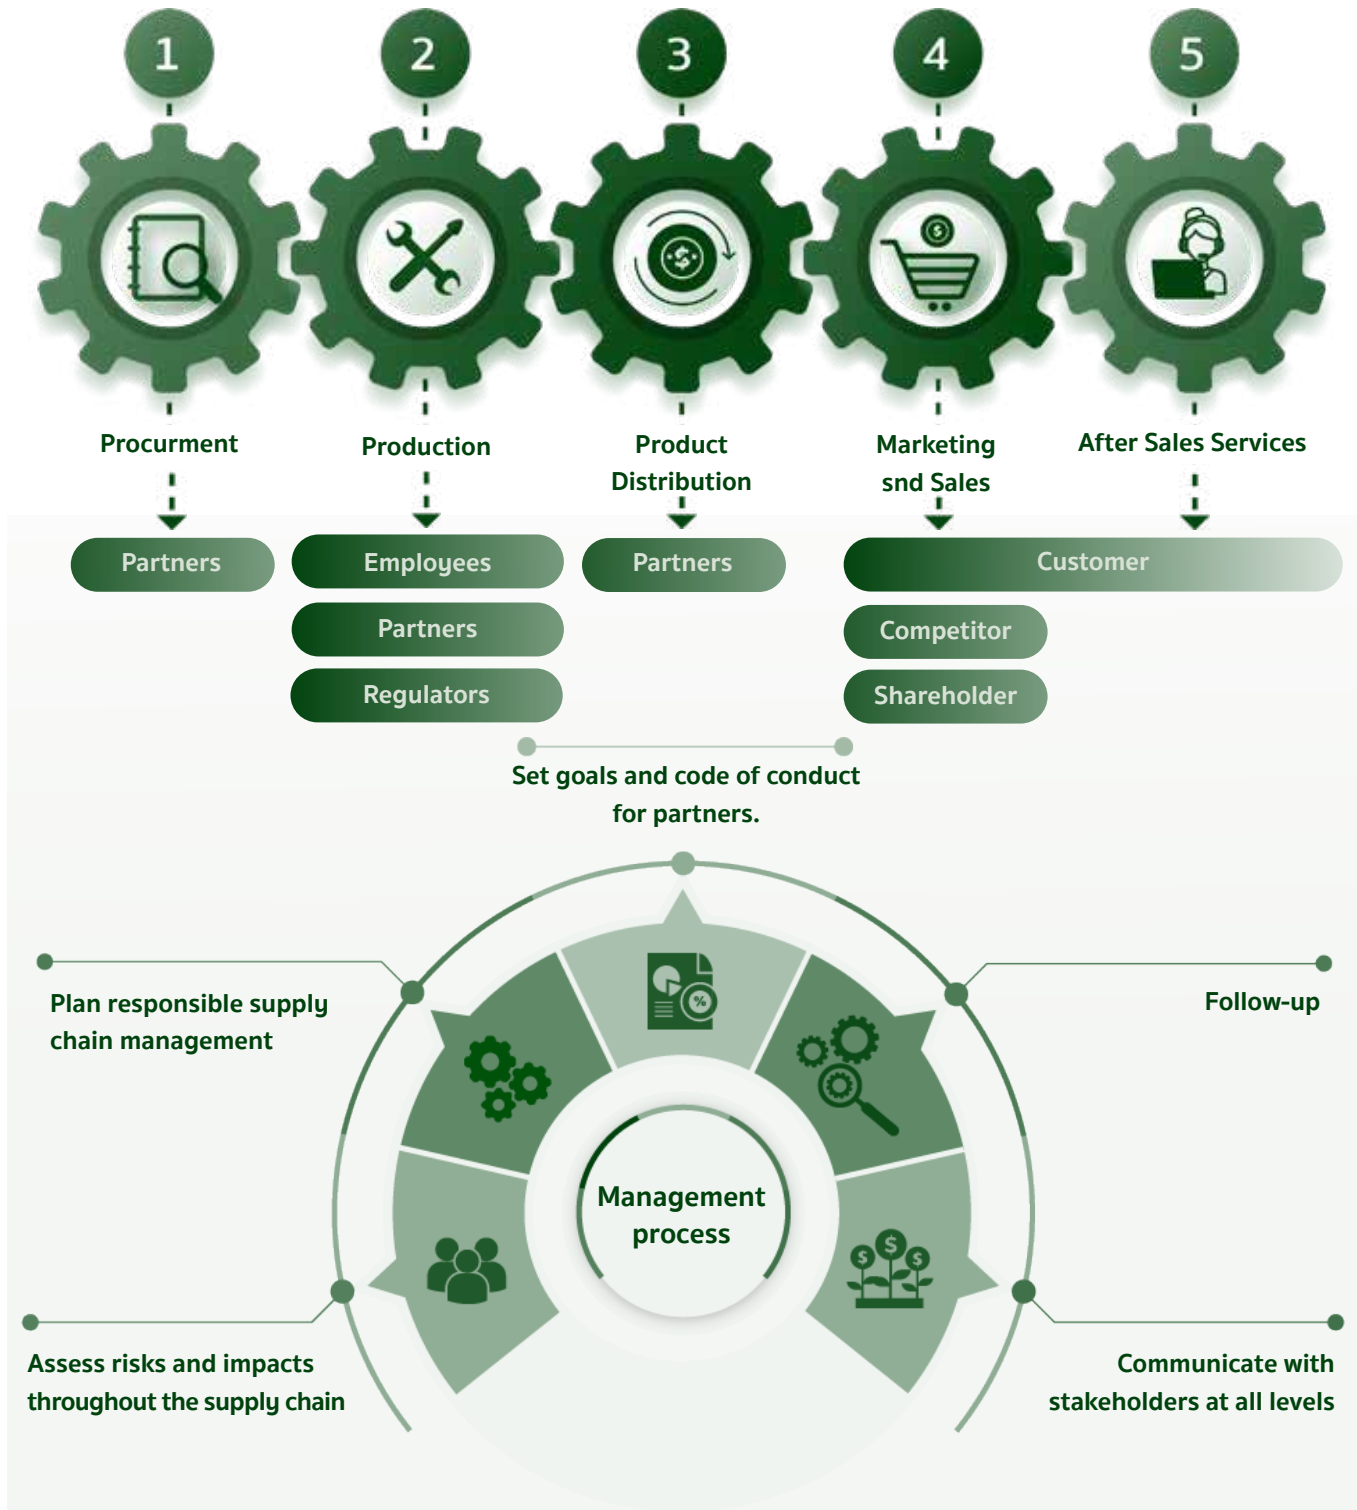 1
2
3
4
5
Procurment
Production
Product
Distribution
Marketing
snd Sales
After Sales Services
Partners
Employees
Partners
Regulators
Partners
Customer
Competitor
Shareholder
Set goals and code of conduct
for partners.
Plan responsible supply
chain management
Follow-up
Management
process
Assess risks and impacts
throughout the supply chain
Communicate with
stakeholders at all levels